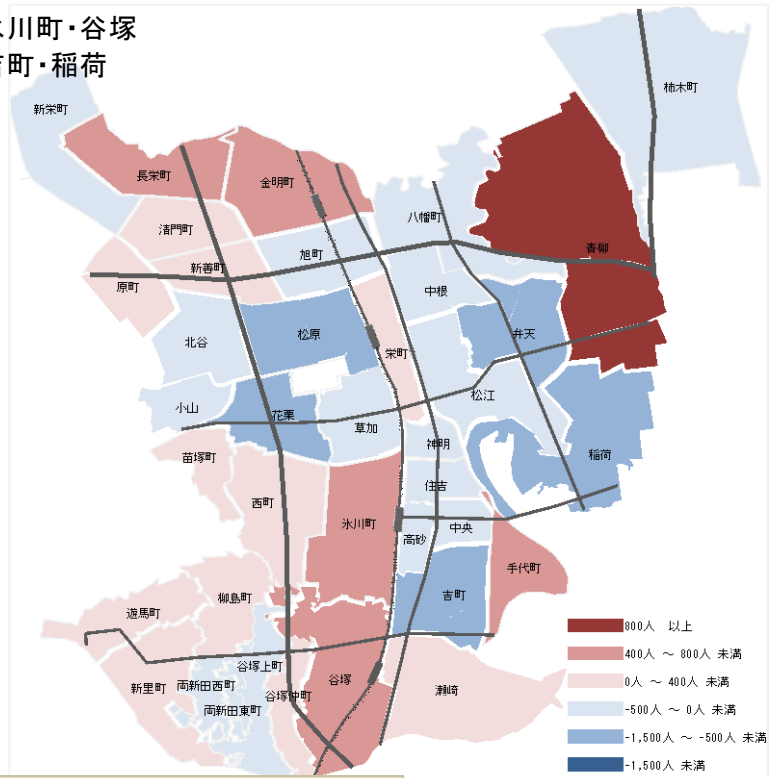 氷川町・谷塚
吉町・稲荷
柿木町
新栄町
長栄町
金明町
八幡町
清門町
青柳
旭町
新善町
原町
中根
松原
弁天
北谷
栄町
松江
小山
花栗
草加
神明
稲荷
苗塚町
住吉
西町
氷川町
中央
高砂
手代町
吉町
柳島町
遊馬町
谷塚上町
谷塚
瀬崎
新里町
両新田西町
谷塚仲町
両新田東町
800人 以上
400人 ～ 800人 未満
0人 ～ 400人 未満
-500人 ～ 0人 未満
-1,500人 ～ -500人 未満
-1,500人 未満